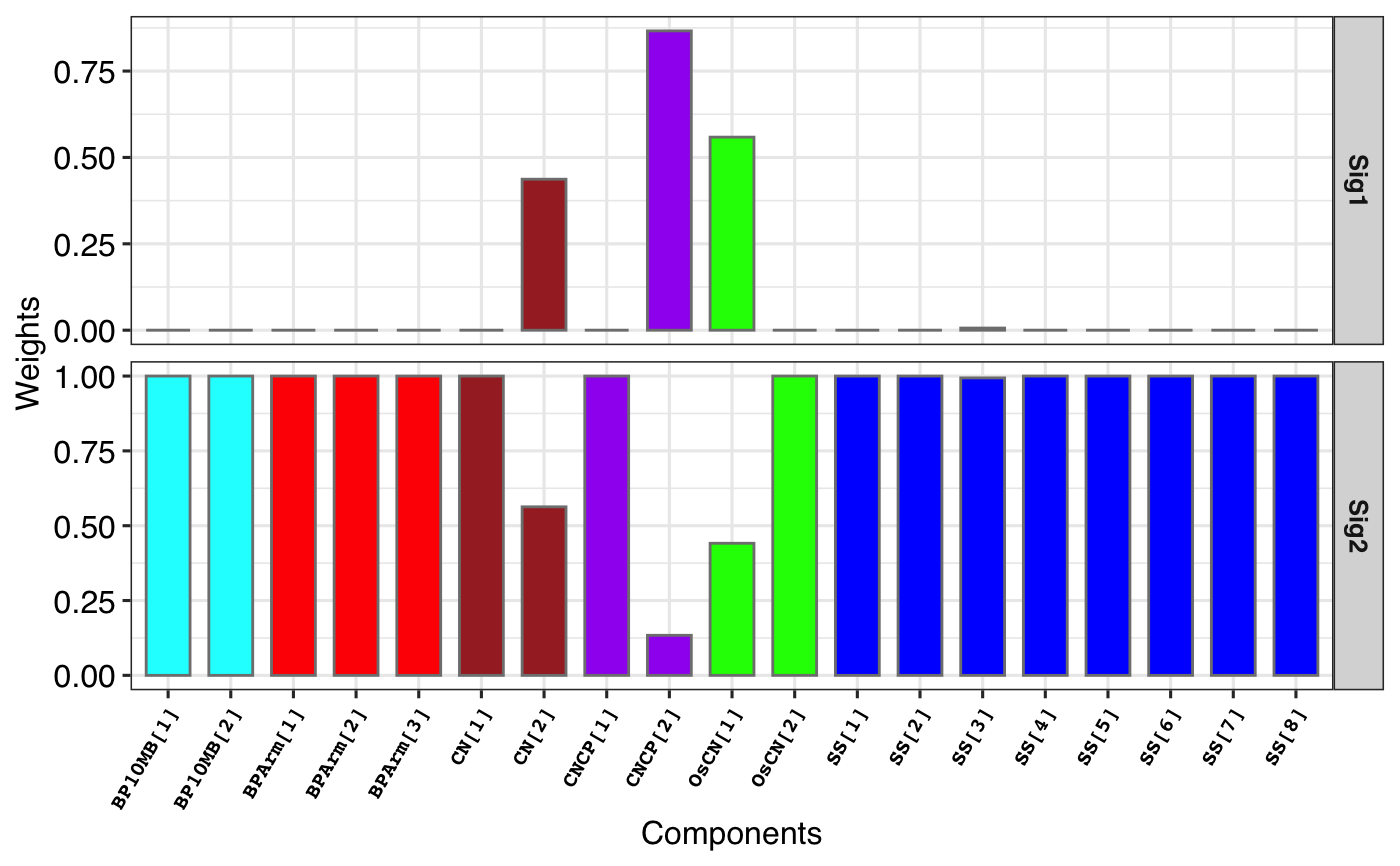 0.75
0.50
0.25
0.00
Sig1
Weights
1.00
0.75
0.50
0.25
0.00
Sig2
BP10MB[1]
BP10MB[2]
BPArm[1]
BPArm[2]
BPArm[3]
CN[1]
CN[2]
CNCP[1]
CNCP[2]
OsCN[1]
OsCN[2]
SS[1]
SS[2]
SS[3]
SS[4]
SS[5]
SS[6]
SS[7]
SS[8]
Components